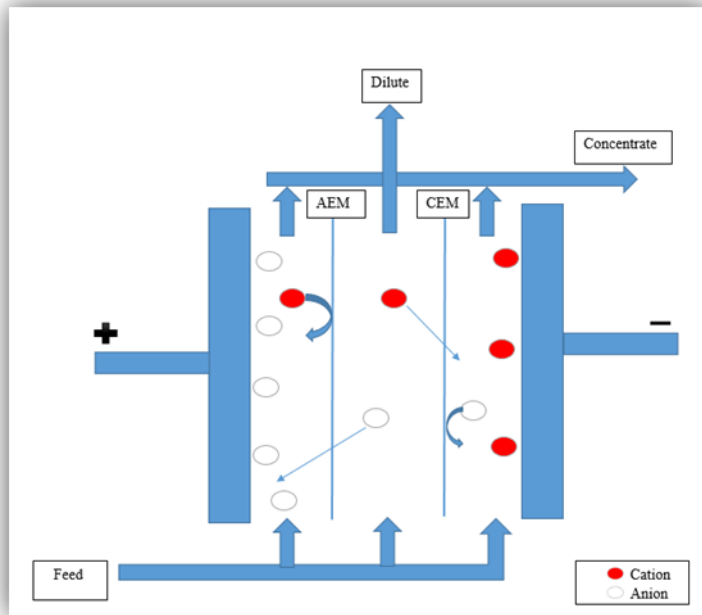 Dilute
Concentrate
AEM
CEM
+
−
Feed
Cation
Anion